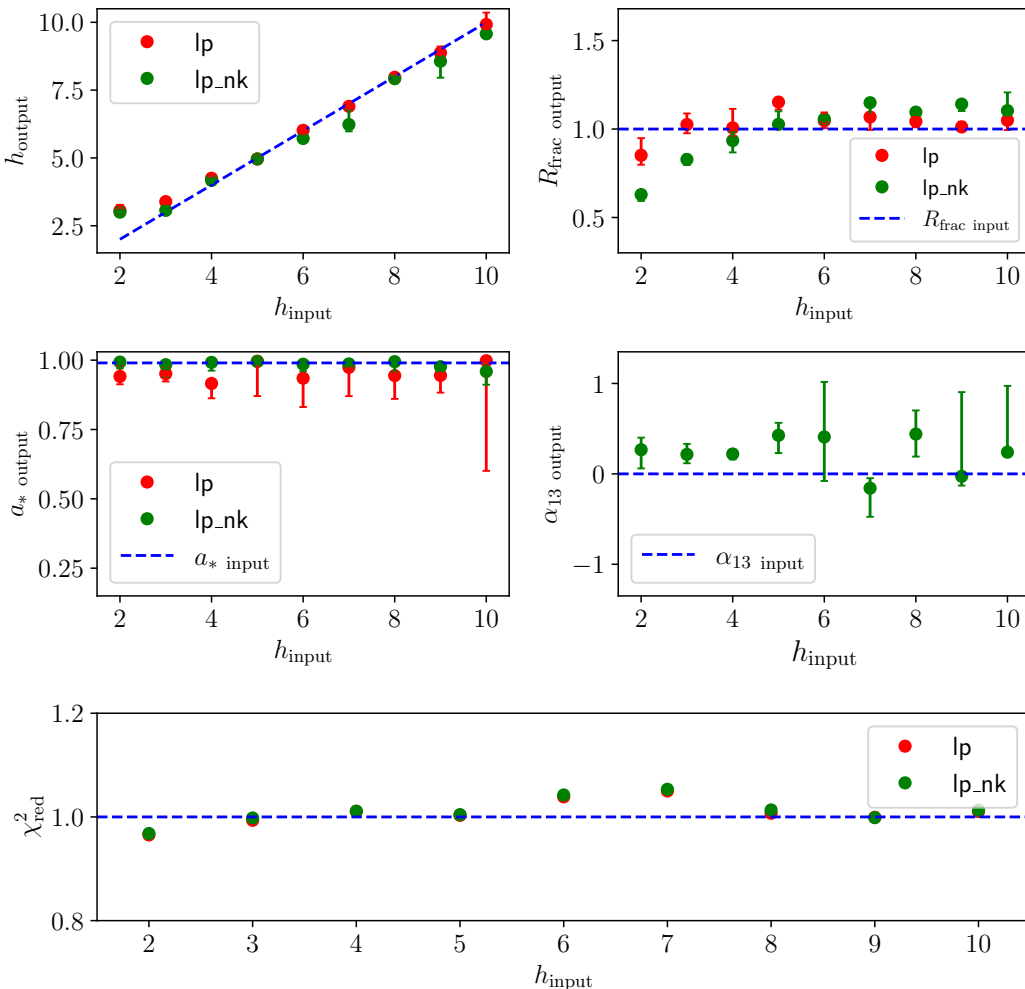 10.0
7.5
5.0
2.5
h_output
lp
lp_nk
2 4 6 8 10
h_input
1.5
1.0
0.5
R_frac output
lp
lp_nk
R_frac input
2 4 6 8 10
h_input
1.00
0.75
0.50
0.25
a_* output
lp
lp_nk
a_* input
2 4 6 8 10
h_input
1
0
−1
α_13 output
α_13 input
2 4 6 8 10
h_input
1.2
1.0
0.8
χ²_red
lp
lp_nk
2 3 4 5 6 7 8 9 10
h_input